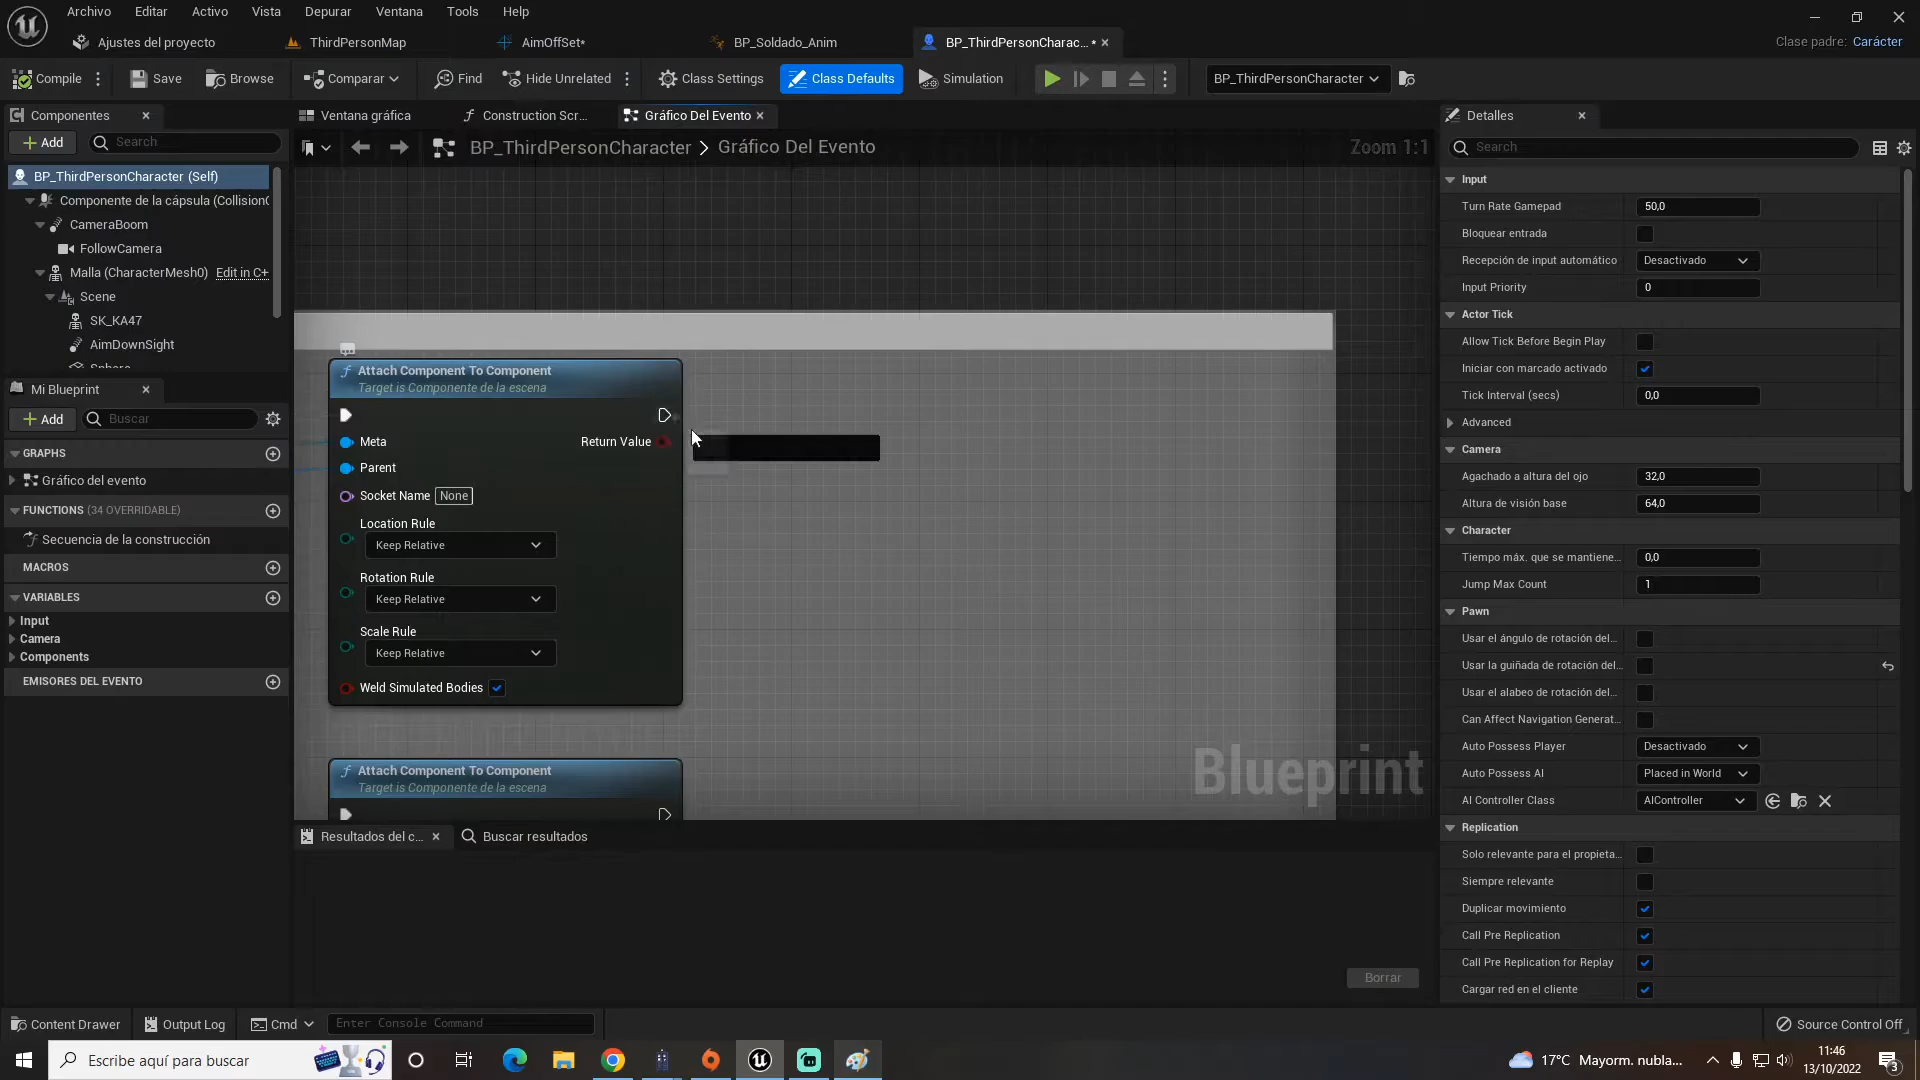 Archivo Editar Activo Vista Depurar Ventana Tools Help
Ajustes del proyecto ThirdPersonMap AimOffSet* BP_Soldado_Anim BP_ThirdPersonCharac... * Clase padre: Carácter
Compile Save Browse Comparar Find Hide Unrelated Class Settings Class Defaults Simulation BP_ThirdPersonCharacter
Componentes
Add Search
BP_ThirdPersonCharacter (Self)
Componente de la cápsula (Collision
CameraBoom
FollowCamera
Malla (CharacterMesh0) Edit in C+
Scene
SK_KA47
AimDownSight
Sphere
Mi Blueprint
Add Buscar
GRAPHS
Gráfico del evento
FUNCTIONS (34 OVERRIDABLE)
Secuencia de la construcción
MACROS
VARIABLES
Input
Camera
Components
EMISORES DEL EVENTO
Ventana gráfica Construction Scr... Gráfico Del Evento
BP_ThirdPersonCharacter > Gráfico Del Evento Zoom 1:1
Attach Component To Component
Target is Componente de la escena
Meta Return Value
Parent
Socket Name None
Location Rule
Keep Relative
Rotation Rule
Keep Relative
Scale Rule
Keep Relative
Weld Simulated Bodies
Attach Component To Component
Target is Componente de la escena
Blueprint
Resultados del c... Buscar resultados
Borrar
Detalles
Search
Input
Turn Rate Gamepad 50,0
Bloquear entrada
Recepción de input automático Desactivado
Input Priority 0
Actor Tick
Allow Tick Before Begin Play
Iniciar con marcado activado
Tick Interval (secs) 0,0
Advanced
Camera
Agachado a altura del ojo 32,0
Altura de visión base 64,0
Character
Tiempo máx. que se mantiene... 0,0
Jump Max Count 1
Pawn
Usar el ángulo de rotación del...
Usar la guiñada de rotación del...
Usar el alabeo de rotación del...
Can Affect Navigation Generat...
Auto Possess Player Desactivado
Auto Possess AI Placed in World
AI Controller Class AIController
Replication
Solo relevante para el propieta...
Siempre relevante
Duplicar movimiento
Call Pre Replication
Call Pre Replication for Replay
Cargar red en el cliente
Content Drawer Output Log Cmd Enter Console Command Source Control Off
Escribe aquí para buscar 17°C Mayorm. nubla... 11:46
13/10/2022
3